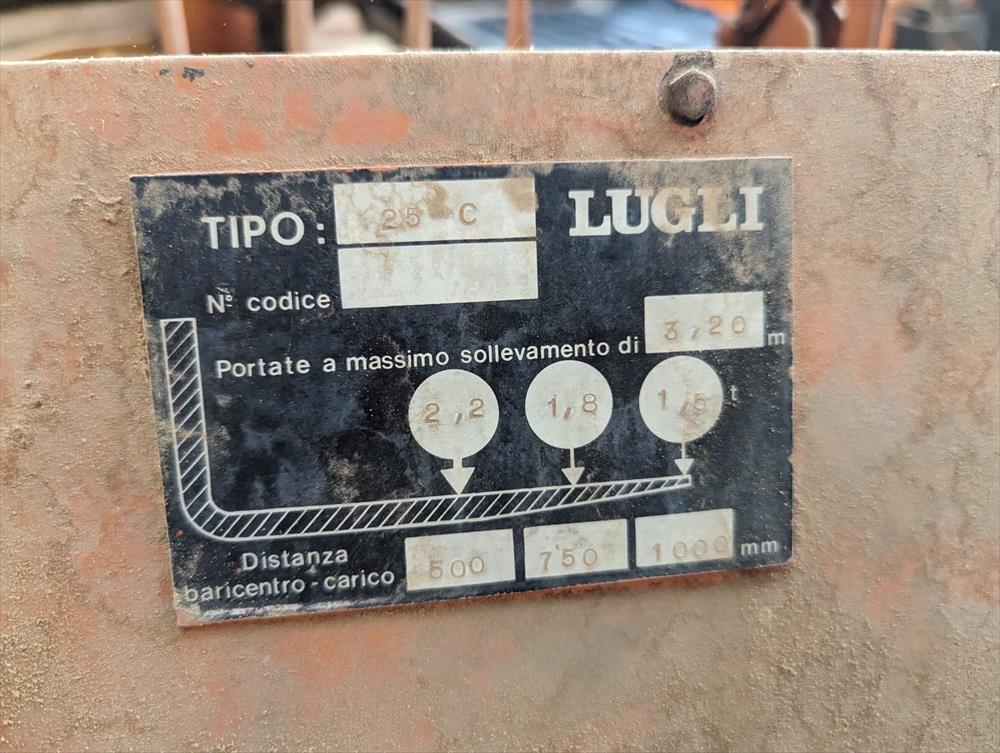 TIPO: 25 C LUGLI
N° codice
Portate a massimo sollevamento di 3,20 m
2,2 1,8 1,5 t
Distanza
baricentro-carico 500 750 1000 mm